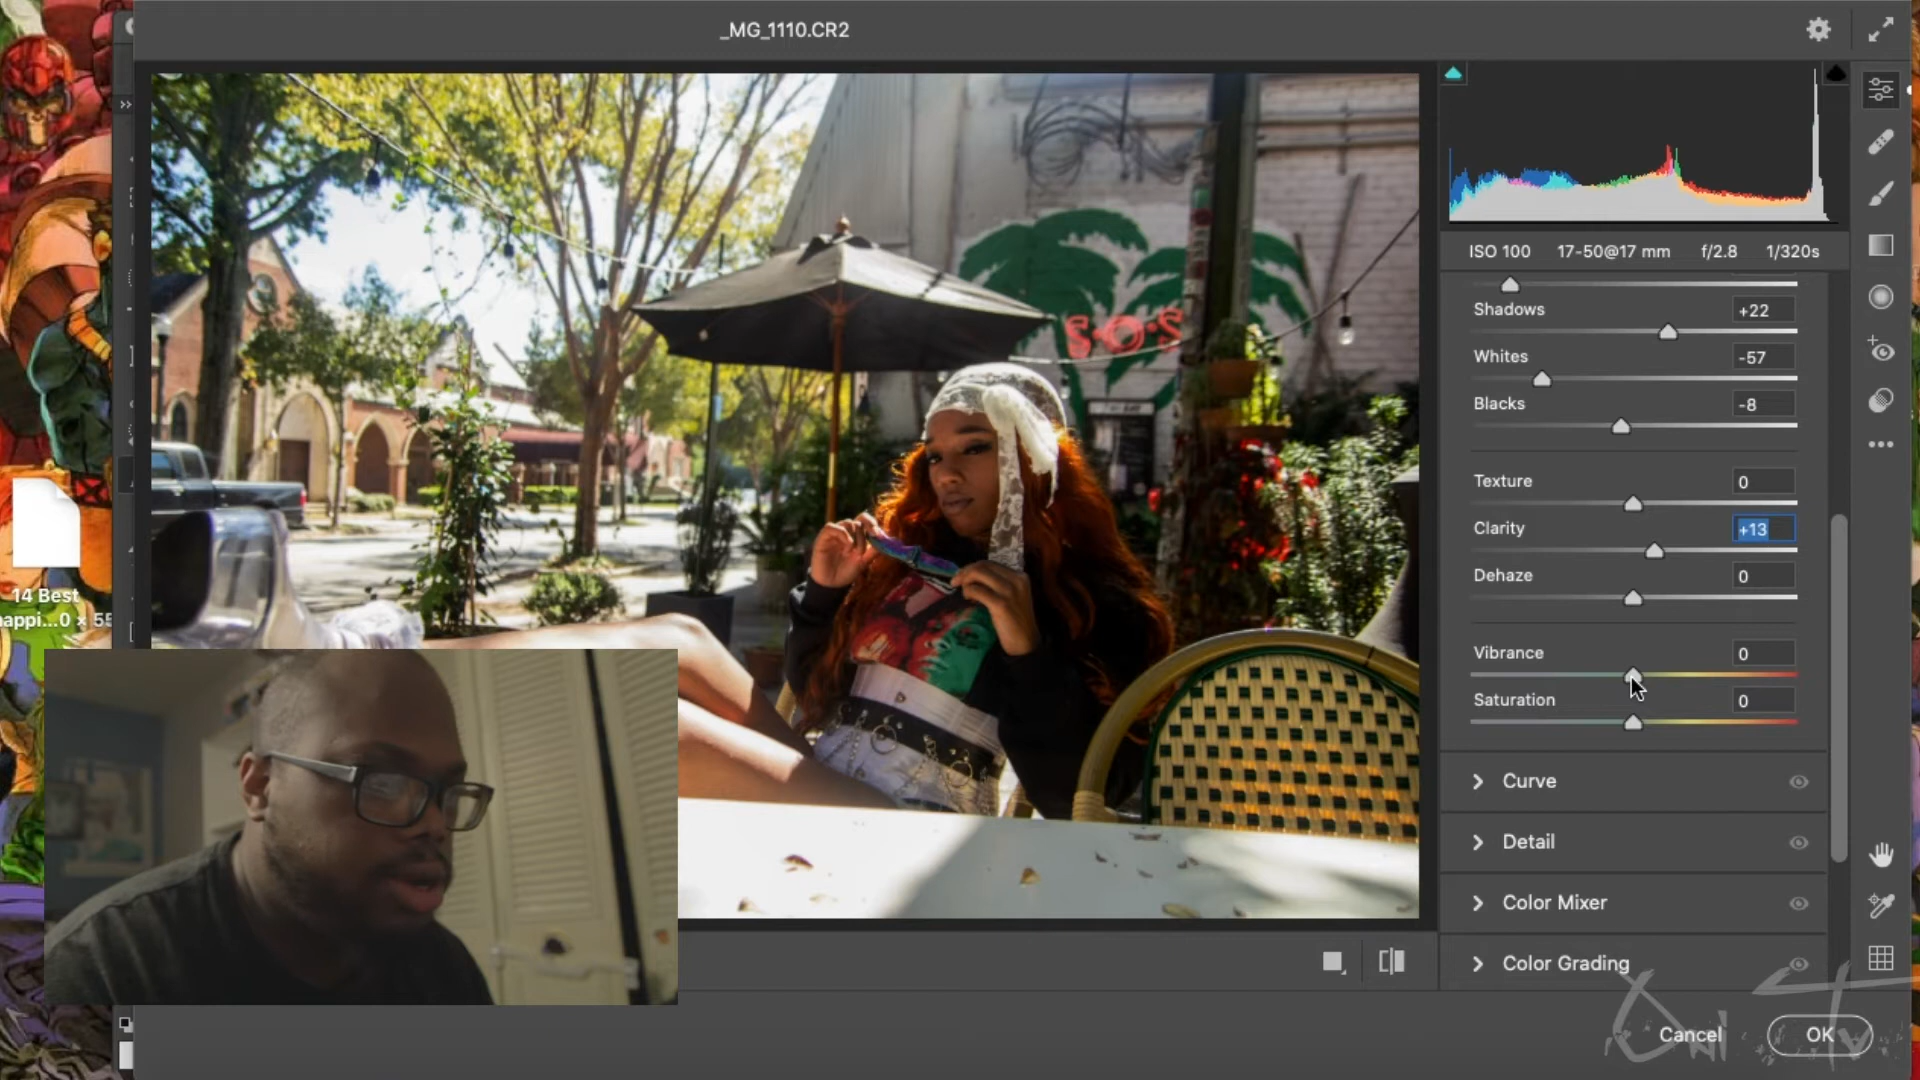 _MG_1110.CR2
ISO 100 17-50@17 mm f/2.8 1/320s
Shadows +22
Whites -57
Blacks -8
Texture 0
Clarity +13
Dehaze 0
Vibrance 0
Saturation 0
Curve
Detail
Color Mixer
Color Grading
Cancel OK
S•O•S
14 Best